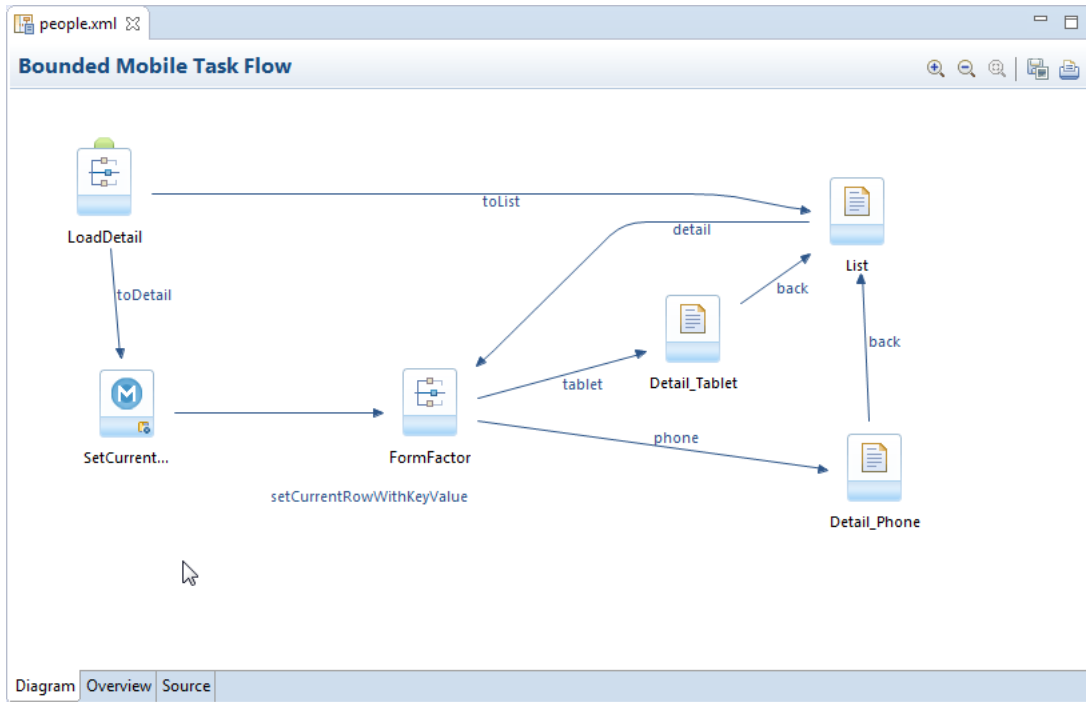 people.xml
Bounded Mobile Task Flow
LoadDetail
toList
detail
List
toDetail
back
back
Detail_Tablet
tablet
SetCurrent...
FormFactor
phone
setCurrentRowWithKeyValue
Detail_Phone
Diagram Overview Source